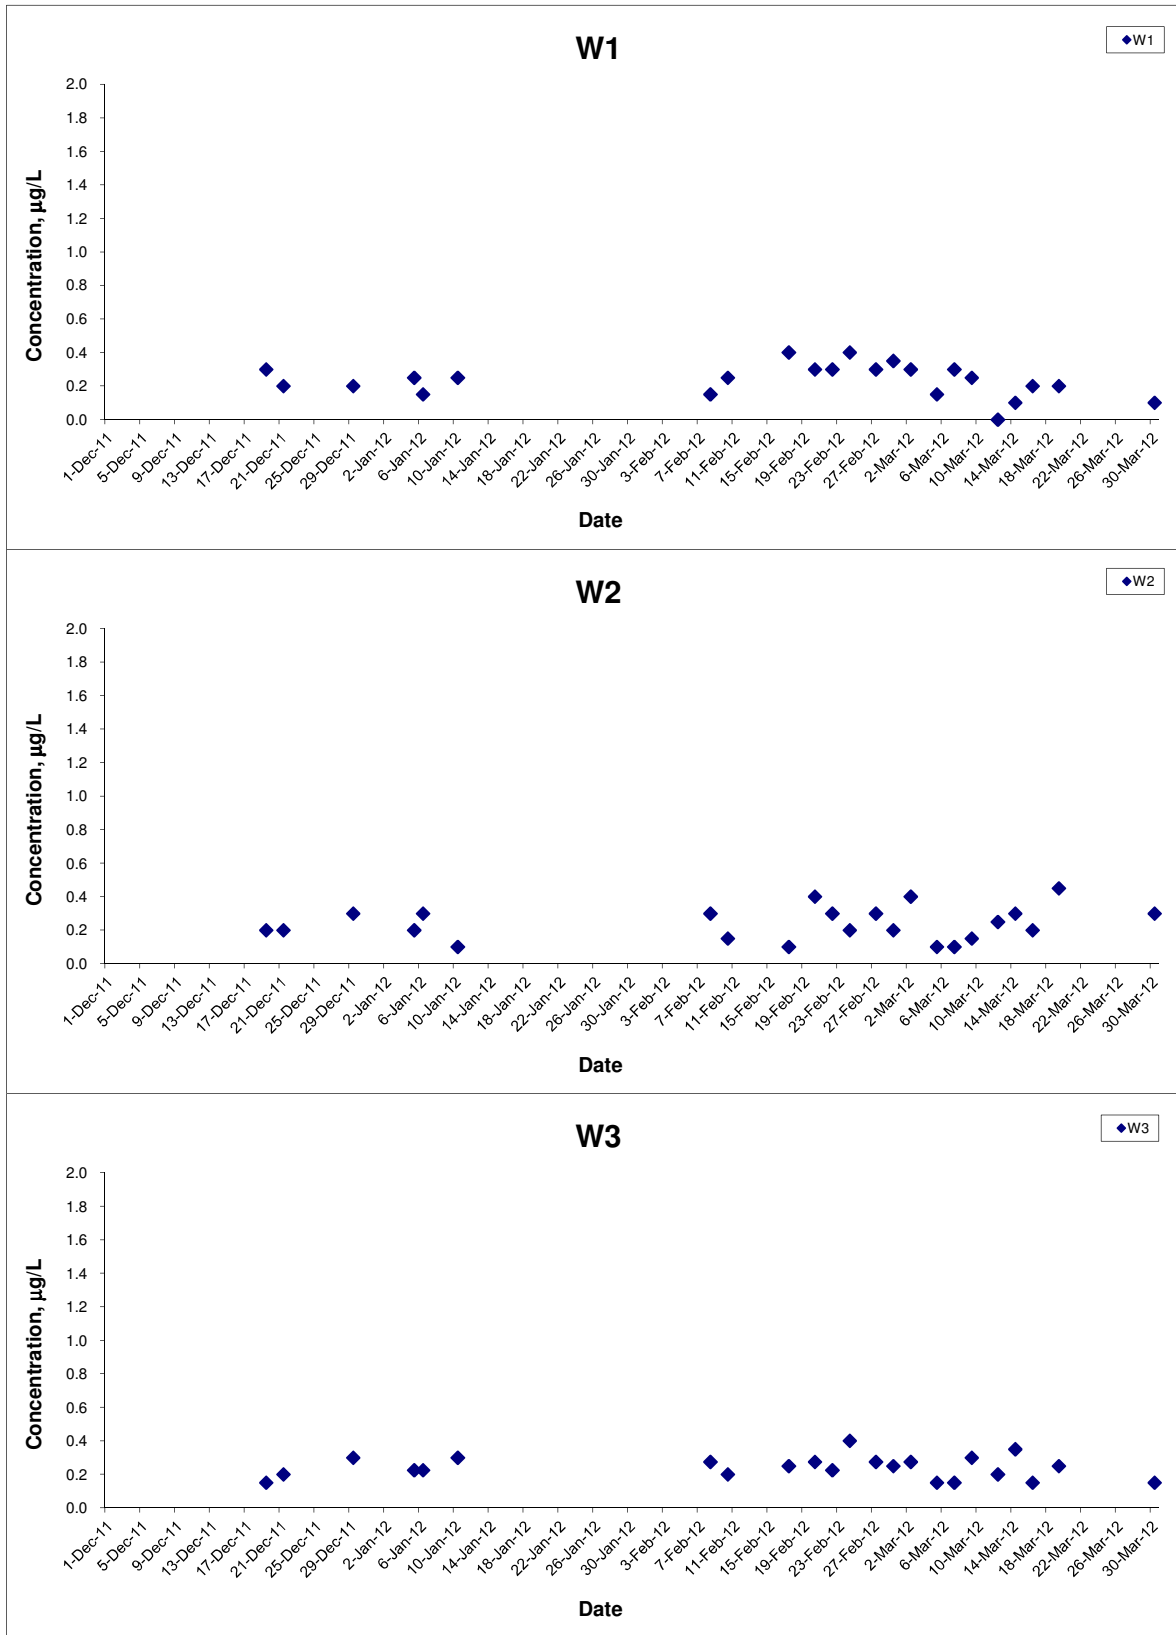 W1
W1
2.0
1.8
1.6
1.4
1.2
1.0
0.8
0.6
0.4
0.2
0.0
Concentration, µg/L
1-Dec-11 5-Dec-11 9-Dec-11 13-Dec-11 17-Dec-11 21-Dec-11 25-Dec-11 29-Dec-11 2-Jan-12 6-Jan-12 10-Jan-12 14-Jan-12 18-Jan-12 22-Jan-12 26-Jan-12 30-Jan-12 3-Feb-12 7-Feb-12 11-Feb-12 15-Feb-12 19-Feb-12 23-Feb-12 27-Feb-12 2-Mar-12 6-Mar-12 10-Mar-12 14-Mar-12 18-Mar-12 22-Mar-12 26-Mar-12 30-Mar-12
Date
W2
W2
2.0
1.8
1.6
1.4
1.2
1.0
0.8
0.6
0.4
0.2
0.0
Concentration, µg/L
1-Dec-11 5-Dec-11 9-Dec-11 13-Dec-11 17-Dec-11 21-Dec-11 25-Dec-11 29-Dec-11 2-Jan-12 6-Jan-12 10-Jan-12 14-Jan-12 18-Jan-12 22-Jan-12 26-Jan-12 30-Jan-12 3-Feb-12 7-Feb-12 11-Feb-12 15-Feb-12 19-Feb-12 23-Feb-12 27-Feb-12 2-Mar-12 6-Mar-12 10-Mar-12 14-Mar-12 18-Mar-12 22-Mar-12 26-Mar-12 30-Mar-12
Date
W3
W3
2.0
1.8
1.6
1.4
1.2
1.0
0.8
0.6
0.4
0.2
0.0
Concentration, µg/L
1-Dec-11 5-Dec-11 9-Dec-11 13-Dec-11 17-Dec-11 21-Dec-11 25-Dec-11 29-Dec-11 2-Jan-12 6-Jan-12 10-Jan-12 14-Jan-12 18-Jan-12 22-Jan-12 26-Jan-12 30-Jan-12 3-Feb-12 7-Feb-12 11-Feb-12 15-Feb-12 19-Feb-12 23-Feb-12 27-Feb-12 2-Mar-12 6-Mar-12 10-Mar-12 14-Mar-12 18-Mar-12 22-Mar-12 26-Mar-12 30-Mar-12
Date